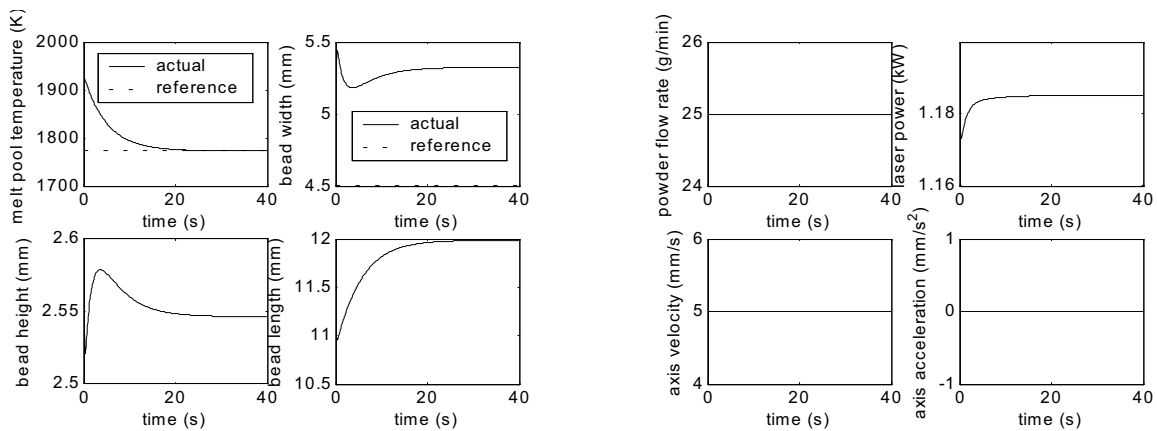 melt pool temperature (K)
2000
1900
1800
1700
actual
reference
0
20
40
time (s)
bead width (mm)
5.5
5
4.5
actual
reference
0
20
40
time (s)
powder flow rate (g/min)
26
25
24
0
20
40
time (s)
laser power (kW)
1.18
1.16
0
20
40
time (s)
bead height (mm)
2.6
2.55
2.5
0
20
40
time (s)
bead length (mm)
12
11.5
11
10.5
0
20
40
time (s)
axis velocity (mm/s)
6
5
4
0
20
40
time (s)
axis acceleration (mm/s²)
1
0
-1
0
20
40
time (s)